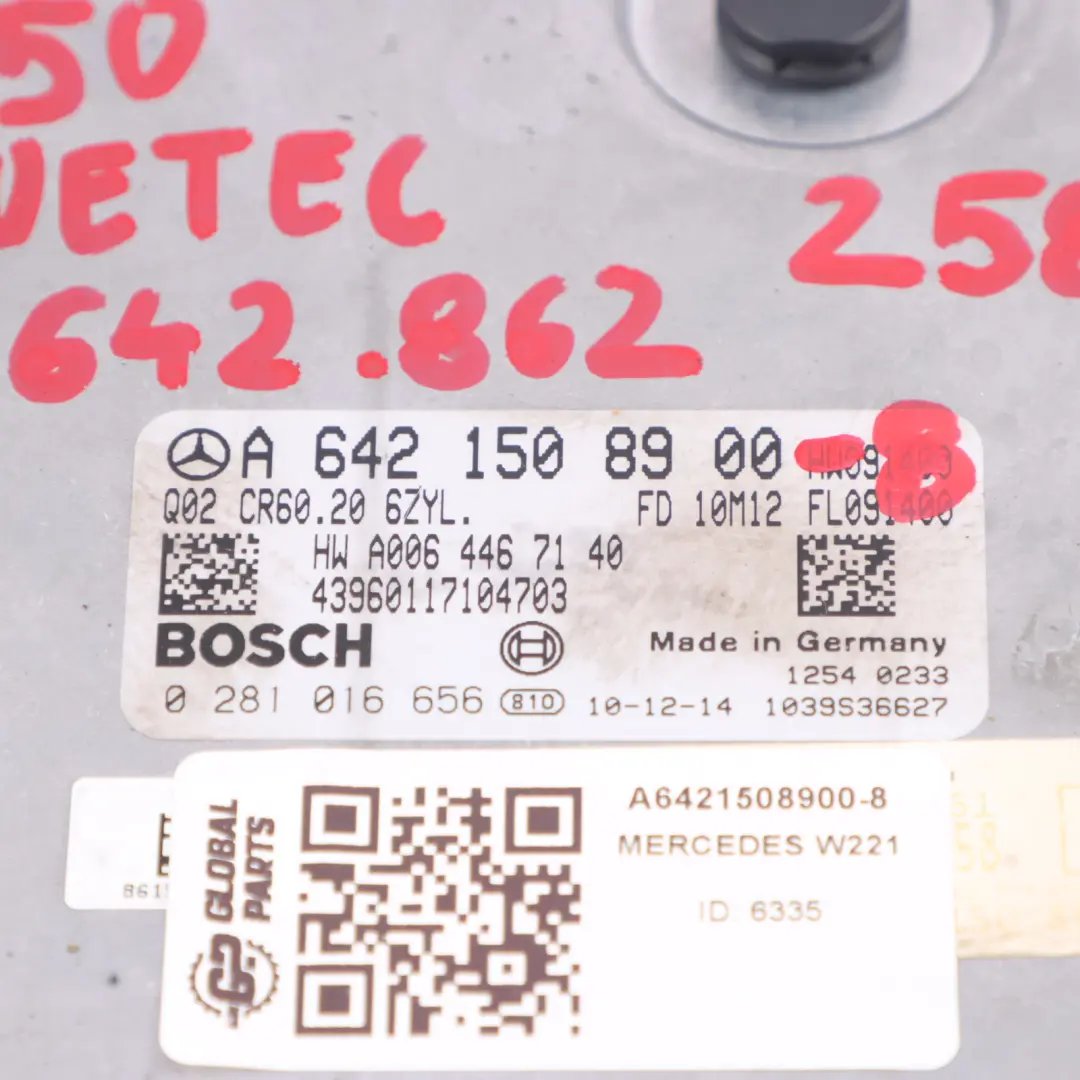 50
VETEC
258
642.862
A 642 150 89 00 -8
Q02 CR60.20 6ZYL. FD 10M12 FL091400
HW A006 446 71 40
43960117104703
BOSCH
Made in Germany
1254 0233
0 281 016 656 810 10-12-14 1039S36627
GLOBAL PARTS
A6421508900-8
MERCEDES W221
ID: 6335